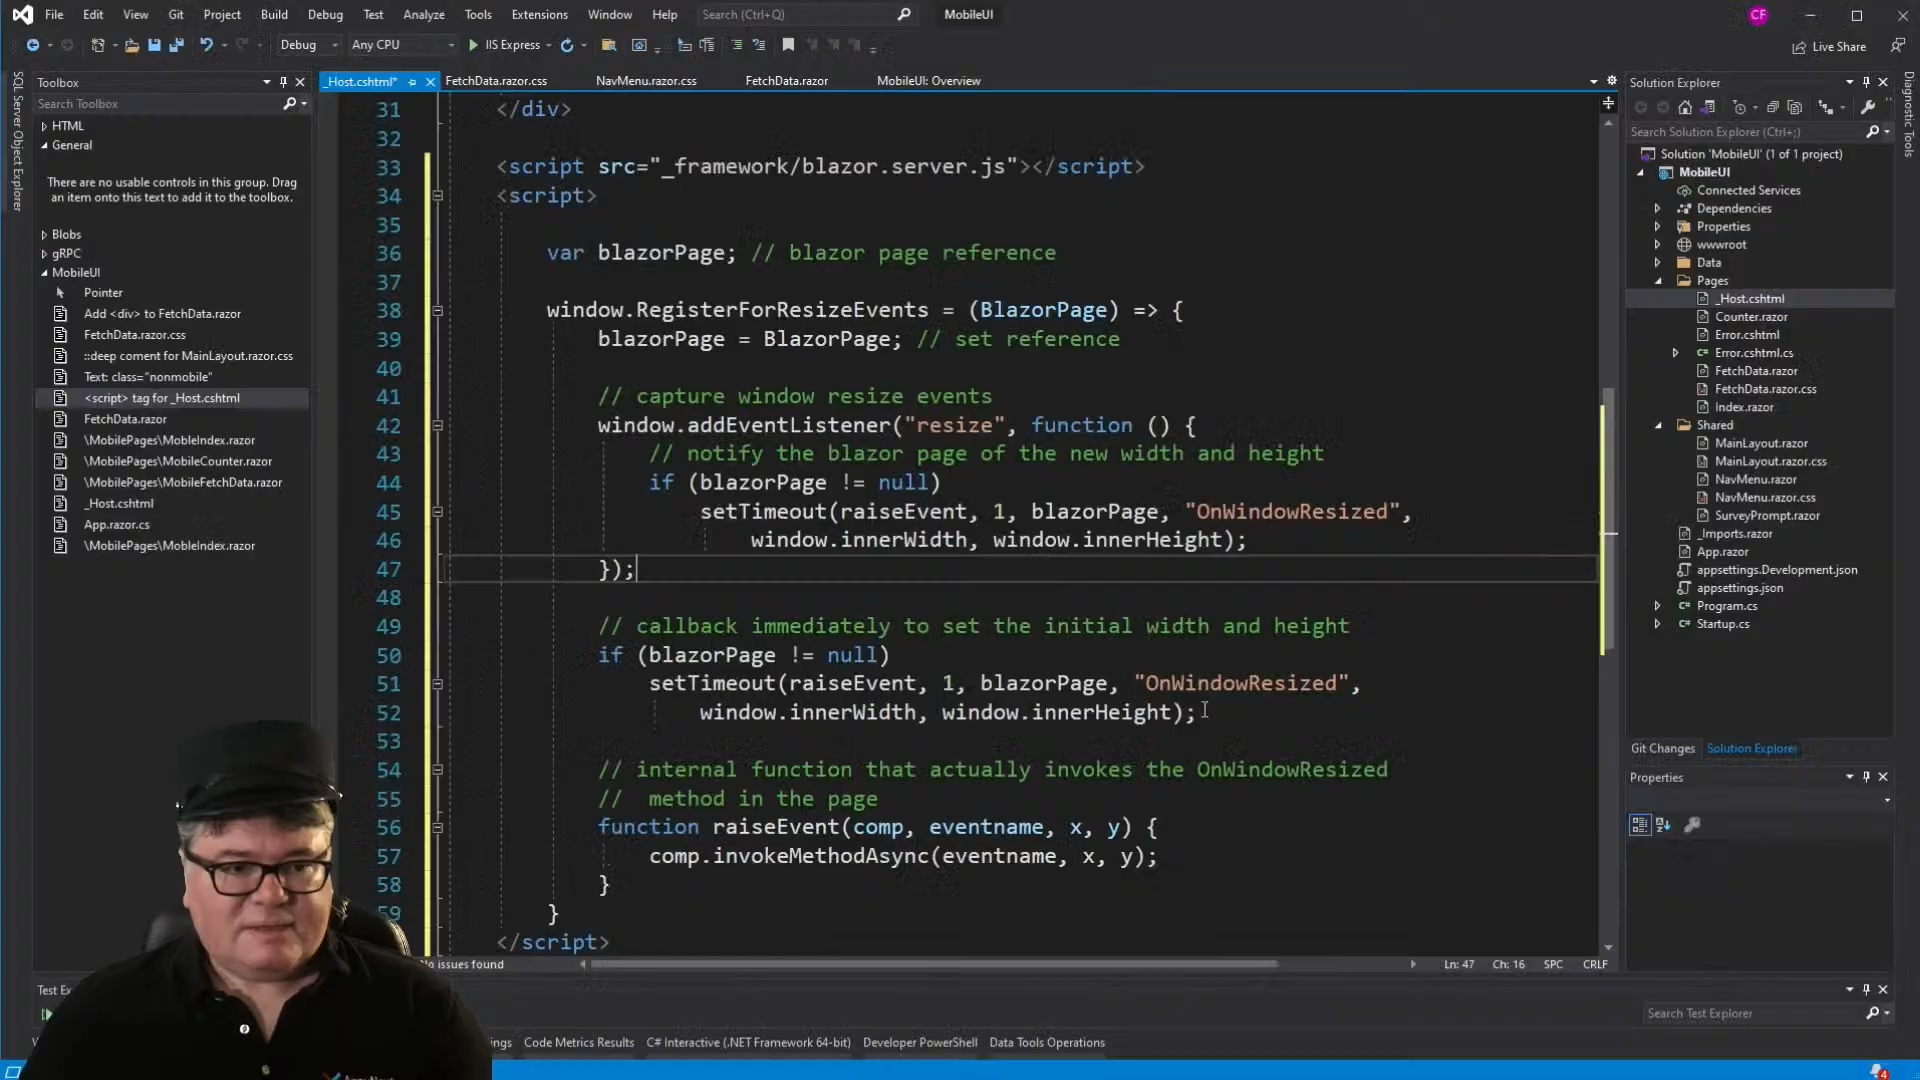 File Edit View Git Project Build Debug Test Analyze Tools Extensions Window Help Search (Ctrl+Q) MobileUI CF
Debug Any CPU IIS Express Live Share
SQL Server Object Explorer
Toolbox
Search Toolbox
HTML
General
There are no usable controls in this group. Drag
an item onto this text to add it to the toolbox.
Blobs
gRPC
MobileUI
Pointer
Add <div> to FetchData.razor
FetchData.razor.css
::deep coment for MainLayout.razor.css
Text: class="nonmobile"
<script> tag for _Host.cshtml
FetchData.razor
\MobilePages\MobleIndex.razor
\MobilePages\MobileCounter.razor
\MobilePages\MobileFetchData.razor
_Host.cshtml
App.razor.cs
\MobilePages\MobleIndex.razor
_Host.cshtml* FetchData.razor.css NavMenu.razor.css FetchData.razor MobileUI: Overview
31 </div>
32
33 <script src="_framework/blazor.server.js"></script>
34 <script>
35
36 var blazorPage; // blazor page reference
37
38 window.RegisterForResizeEvents = (BlazorPage) => {
39 blazorPage = BlazorPage; // set reference
40
41 // capture window resize events
42 window.addEventListener("resize", function () {
43 // notify the blazor page of the new width and height
44 if (blazorPage != null)
45 setTimeout(raiseEvent, 1, blazorPage, "OnWindowResized",
46 window.innerWidth, window.innerHeight);
47 });
48
49 // callback immediately to set the initial width and height
50 if (blazorPage != null)
51 setTimeout(raiseEvent, 1, blazorPage, "OnWindowResized",
52 window.innerWidth, window.innerHeight);
53
54 // internal function that actually invokes the OnWindowResized
55 // method in the page
56 function raiseEvent(comp, eventname, x, y) {
57 comp.invokeMethodAsync(eventname, x, y);
58 }
59 }
</script>
No issues found Ln: 47 Ch: 16 SPC CRLF
Test Ex
Search Test Explorer
Code Metrics Results C# Interactive (.NET Framework 64-bit) Developer PowerShell Data Tools Operations
Solution Explorer
Search Solution Explorer (Ctrl+;)
Solution 'MobileUI' (1 of 1 project)
MobileUI
Connected Services
Dependencies
Properties
wwwroot
Data
Pages
_Host.cshtml
Counter.razor
Error.cshtml
Error.cshtml.cs
FetchData.razor
FetchData.razor.css
Index.razor
Shared
MainLayout.razor
MainLayout.razor.css
NavMenu.razor
NavMenu.razor.css
SurveyPrompt.razor
_Imports.razor
App.razor
appsettings.Development.json
appsettings.json
Program.cs
Startup.cs
Git Changes Solution Explorer
Properties
Diagnostic Tools
4